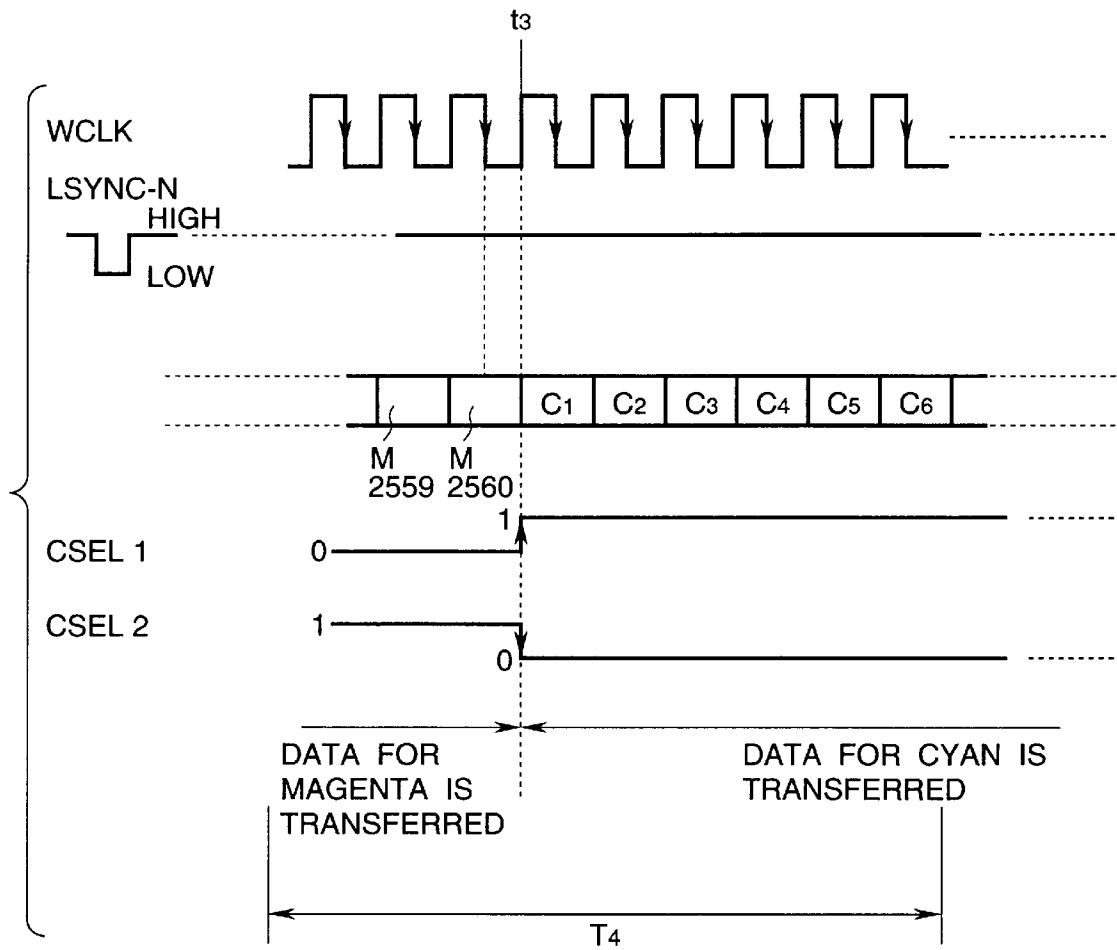 t3
WCLK
LSYNC-N
HIGH
LOW
C1 C2 C3 C4 C5 C6
M 2559
M 2560
CSEL 1
0
1
CSEL 2
1
0
DATA FOR
MAGENTA IS
TRANSFERRED
DATA FOR CYAN IS
TRANSFERRED
T4